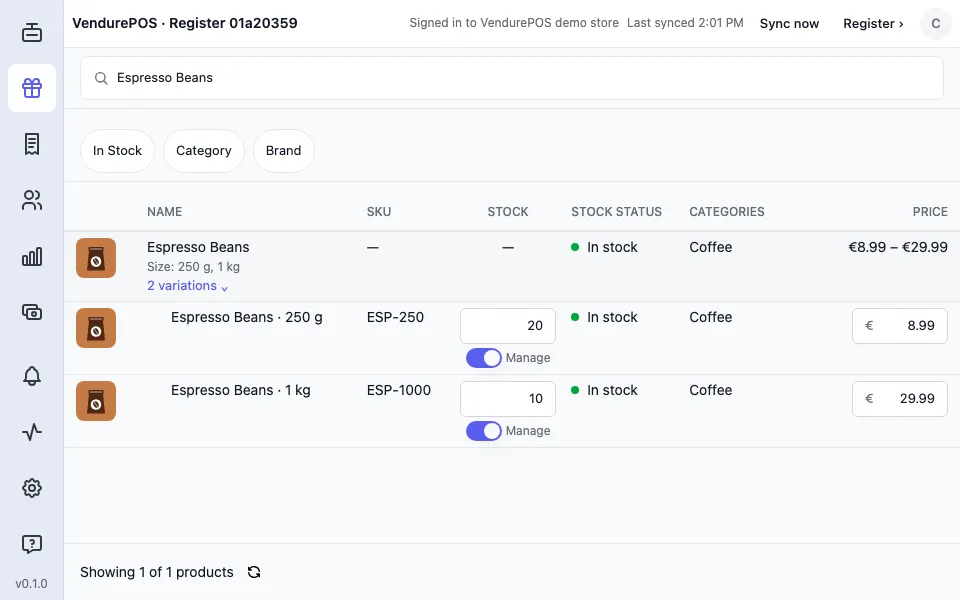 VendurePOS · Register 01a20359
Signed in to VendurePOS demo store Last synced 2:01 PM Sync now Register › C
Espresso Beans
In Stock Category Brand
NAME SKU STOCK STOCK STATUS CATEGORIES PRICE
Espresso Beans — — In stock Coffee €8.99 – €29.99
Size: 250 g, 1 kg
2 variations
Espresso Beans · 250 g ESP-250 20 In stock Coffee € 8.99
Manage
Espresso Beans · 1 kg ESP-1000 10 In stock Coffee € 29.99
Manage
Showing 1 of 1 products
v0.1.0